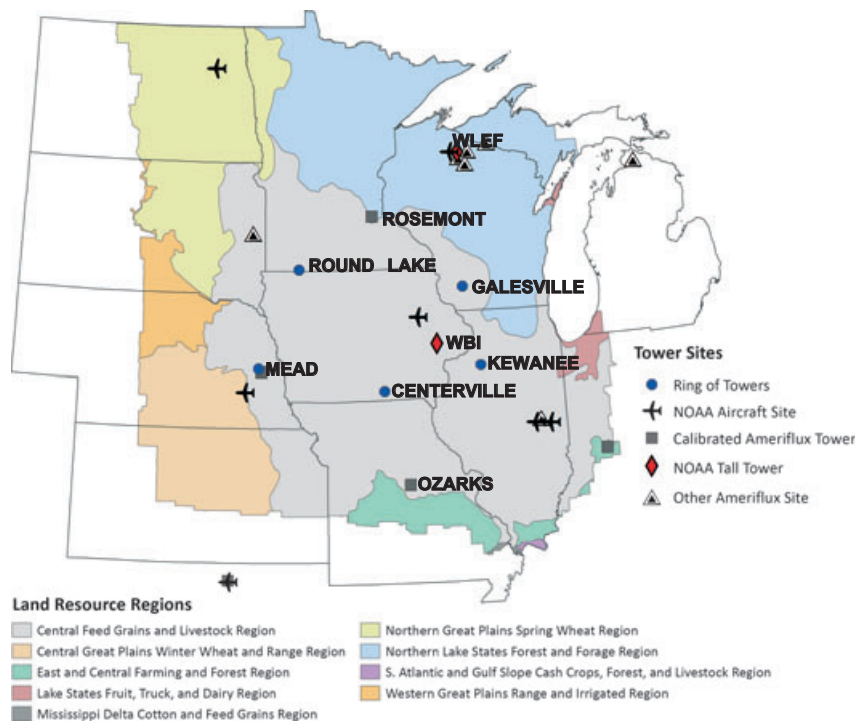 WLEF
ROSEMONT
ROUND LAKE
GALESVILLE
WBI
MEAD
KEWANEE
CENTERVILLE
OZARKS
Tower Sites
Ring of Towers
NOAA Aircraft Site
Calibrated Ameriflux Tower
NOAA Tall Tower
Other Ameriflux Site
Land Resource Regions
Central Feed Grains and Livestock Region
Central Great Plains Winter Wheat and Range Region
East and Central Farming and Forest Region
Lake States Fruit, Truck, and Dairy Region
Mississippi Delta Cotton and Feed Grains Region
Northern Great Plains Spring Wheat Region
Northern Lake States Forest and Forage Region
S. Atlantic and Gulf Slope Cash Crops, Forest, and Livestock Region
Western Great Plains Range and Irrigated Region